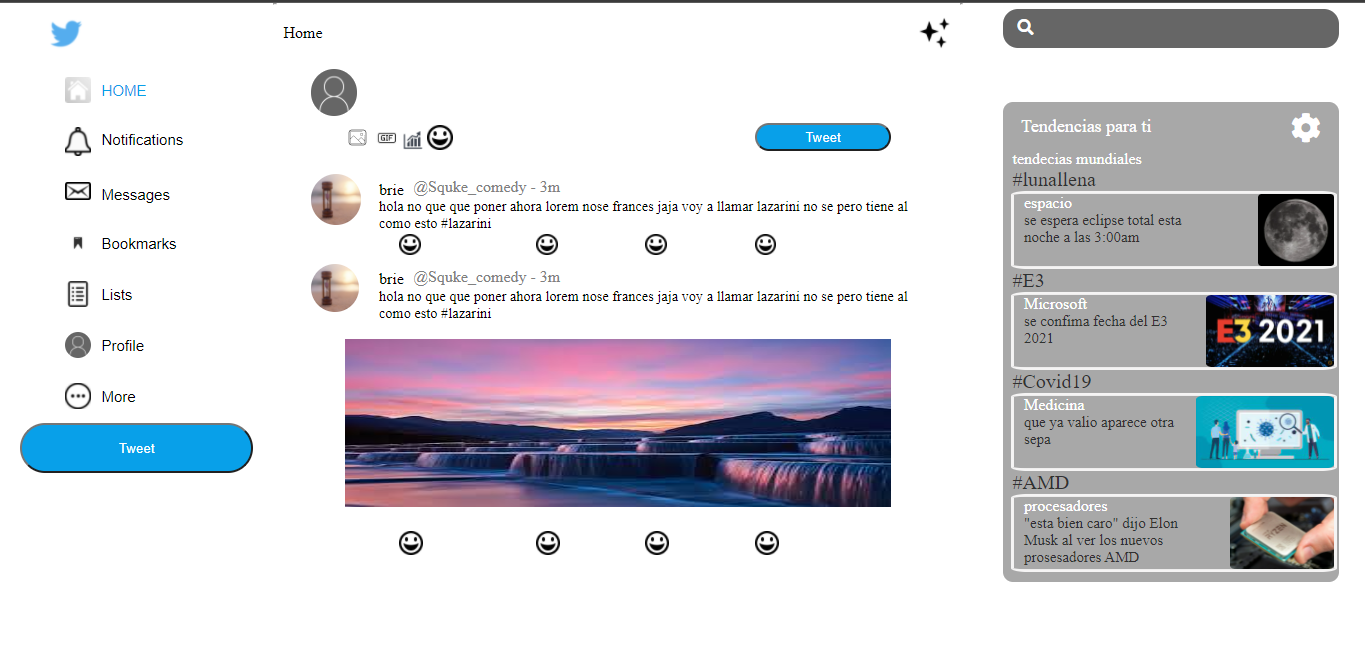 HOME
Notifications
Messages
Bookmarks
Lists
Profile
More
Tweet
Home
GIF
Tweet
brie @Squke_comedy - 3m
hola no que que poner ahora lorem nose frances jaja voy a llamar lazarini no se pero tiene al
como esto #lazarini
brie @Squke_comedy - 3m
hola no que que poner ahora lorem nose frances jaja voy a llamar lazarini no se pero tiene al
como esto #lazarini
Tendencias para ti
tendecias mundiales
#lunallena
espacio
se espera eclipse total esta
noche a las 3:00am
#E3
Microsoft
se confima fecha del E3
2021
E3 2021
#Covid19
Medicina
que ya valio aparece otra
sepa
#AMD
procesadores
"esta bien caro" dijo Elon
Musk al ver los nuevos
prosesadores AMD
RYZEN